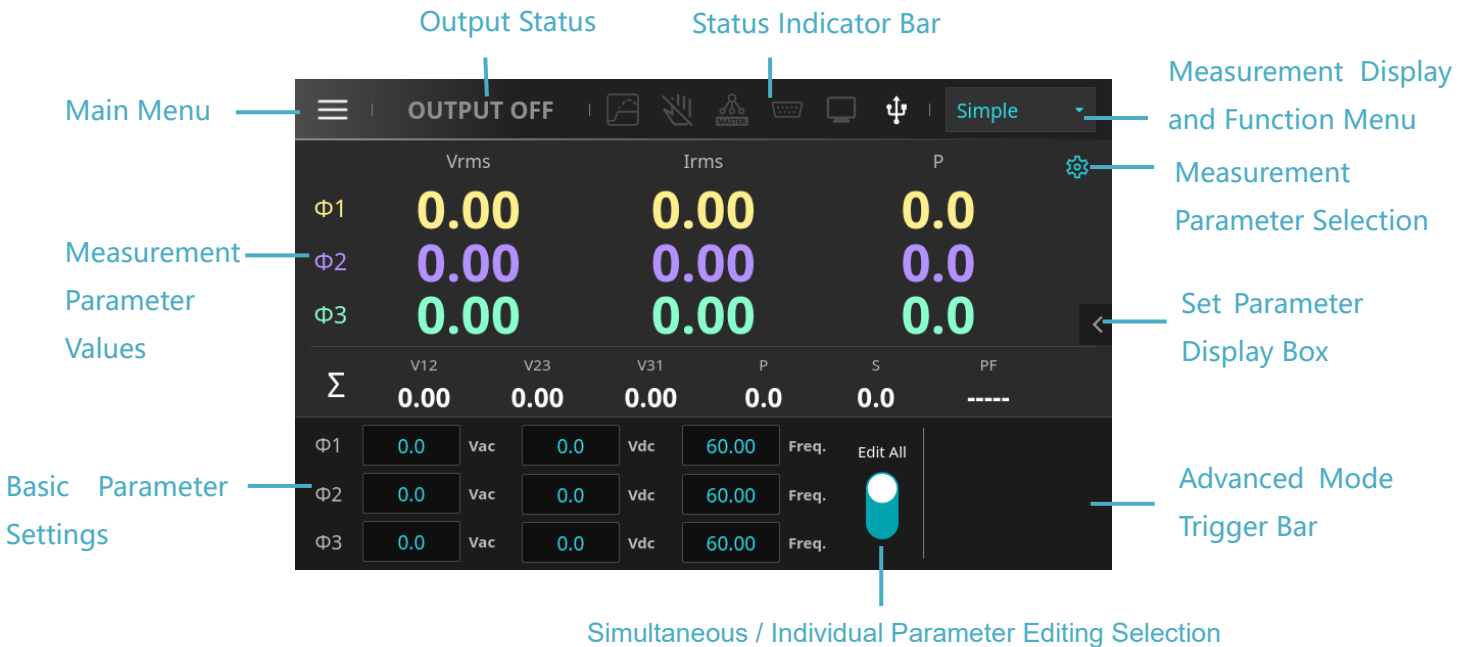 Output Status
Status Indicator Bar
Main Menu
Measurement Display
and Function Menu
Measurement
Parameter Selection
Measurement
Parameter
Values
Set Parameter
Display Box
Basic Parameter
Settings
Advanced Mode
Trigger Bar
Simultaneous / Individual Parameter Editing Selection
OUTPUT OFF MASTER Simple
Vrms Irms P
Φ1 0.00 0.00 0.0
Φ2 0.00 0.00 0.0
Φ3 0.00 0.00 0.0
V12 V23 V31 P S PF
Σ 0.00 0.00 0.00 0.0 0.0 -----
Φ1 0.0 Vac 0.0 Vdc 60.00 Freq. Edit All
Φ2 0.0 Vac 0.0 Vdc 60.00 Freq.
Φ3 0.0 Vac 0.0 Vdc 60.00 Freq.